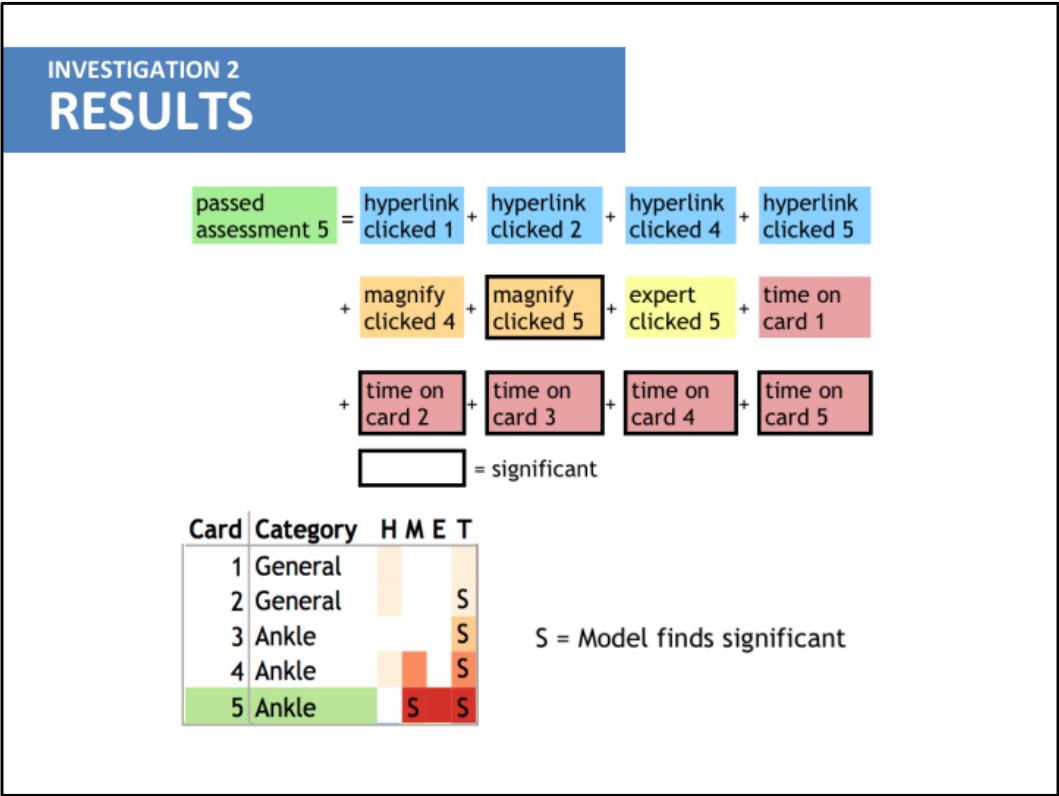 INVESTIGATION 2
RESULTS
passed hyperlink hyperlink hyperlink hyperlink
assessment 5 = clicked 1 + clicked 2 + clicked 4 + clicked 5
magnify magnify expert time on
+ clicked 4 + clicked 5 + clicked 5 + card 1
time on time on time on time on
+ card 2 + card 3 + card 4 + card 5
= significant
Card Category H M E T
1 General
2 General S
3 Ankle S
4 Ankle S
5 Ankle S S
S = Model finds significant